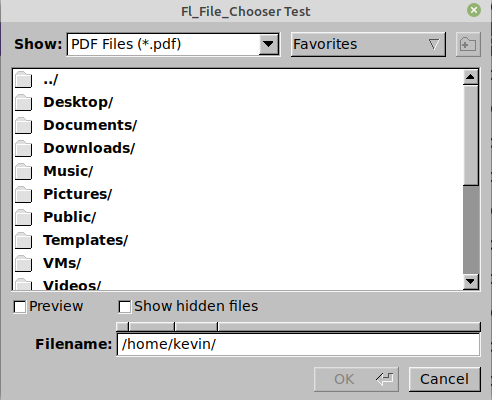 Fl_File_Chooser Test
Show: PDF Files (*.pdf) Favorites
../
Desktop/
Documents/
Downloads/
Music/
Pictures/
Public/
Templates/
VMs/
Videos/
Preview Show hidden files
Filename: /home/kevin/
OK Cancel